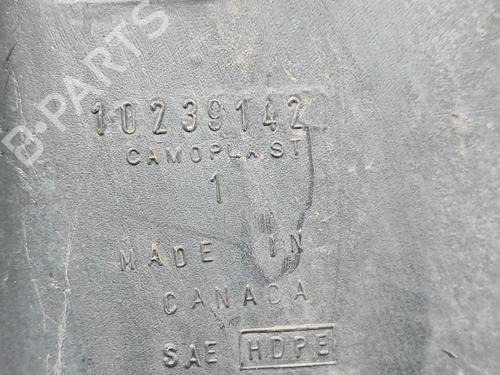 B-PARTS
10239142
CAMOPLAST
1
MADE IN
CANADA
SAE HDPE